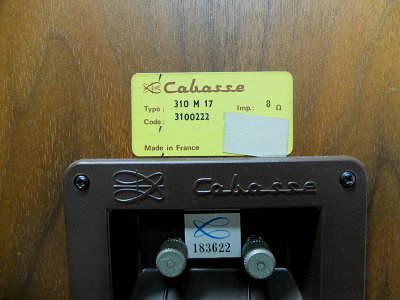 Cabasse
Type: 310 M 17 Imp.: 8 Ω
Code: 3100222
Made in France
Cabasse
183622